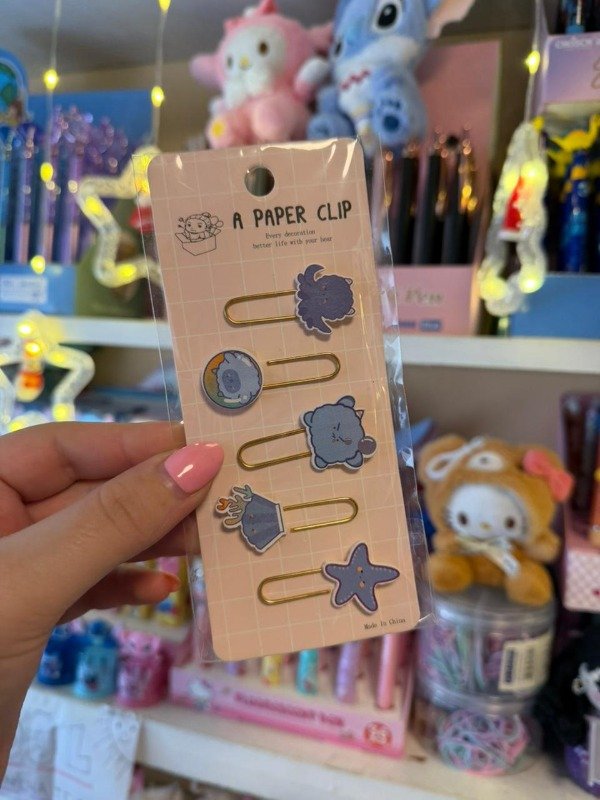 A PAPER CLIP
Every decoration
better life with your hear
Made In China